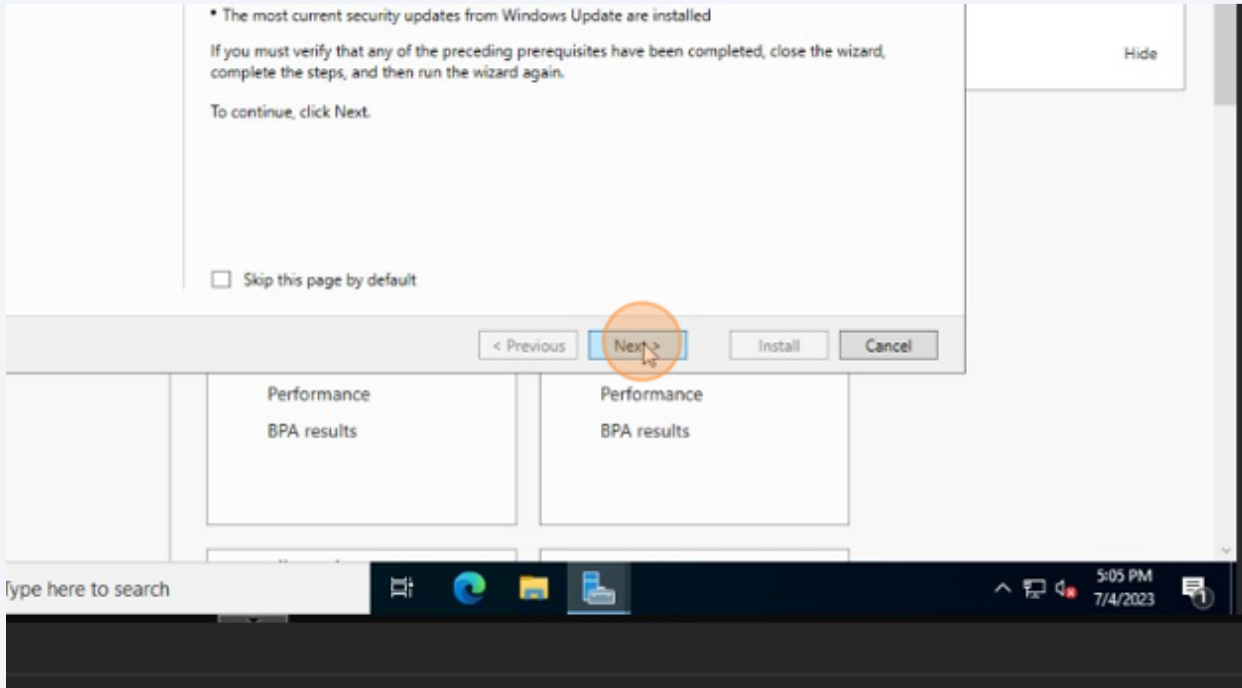 • The most current security updates from Windows Update are installed
If you must verify that any of the preceding prerequisites have been completed, close the wizard,
complete the steps, and then run the wizard again.
Hide
To continue, click Next.
Skip this page by default
< Previous
Next >
Install
Cancel
Performance
BPA results
Performance
BPA results
Type here to search
5:05 PM
7/4/2023
1